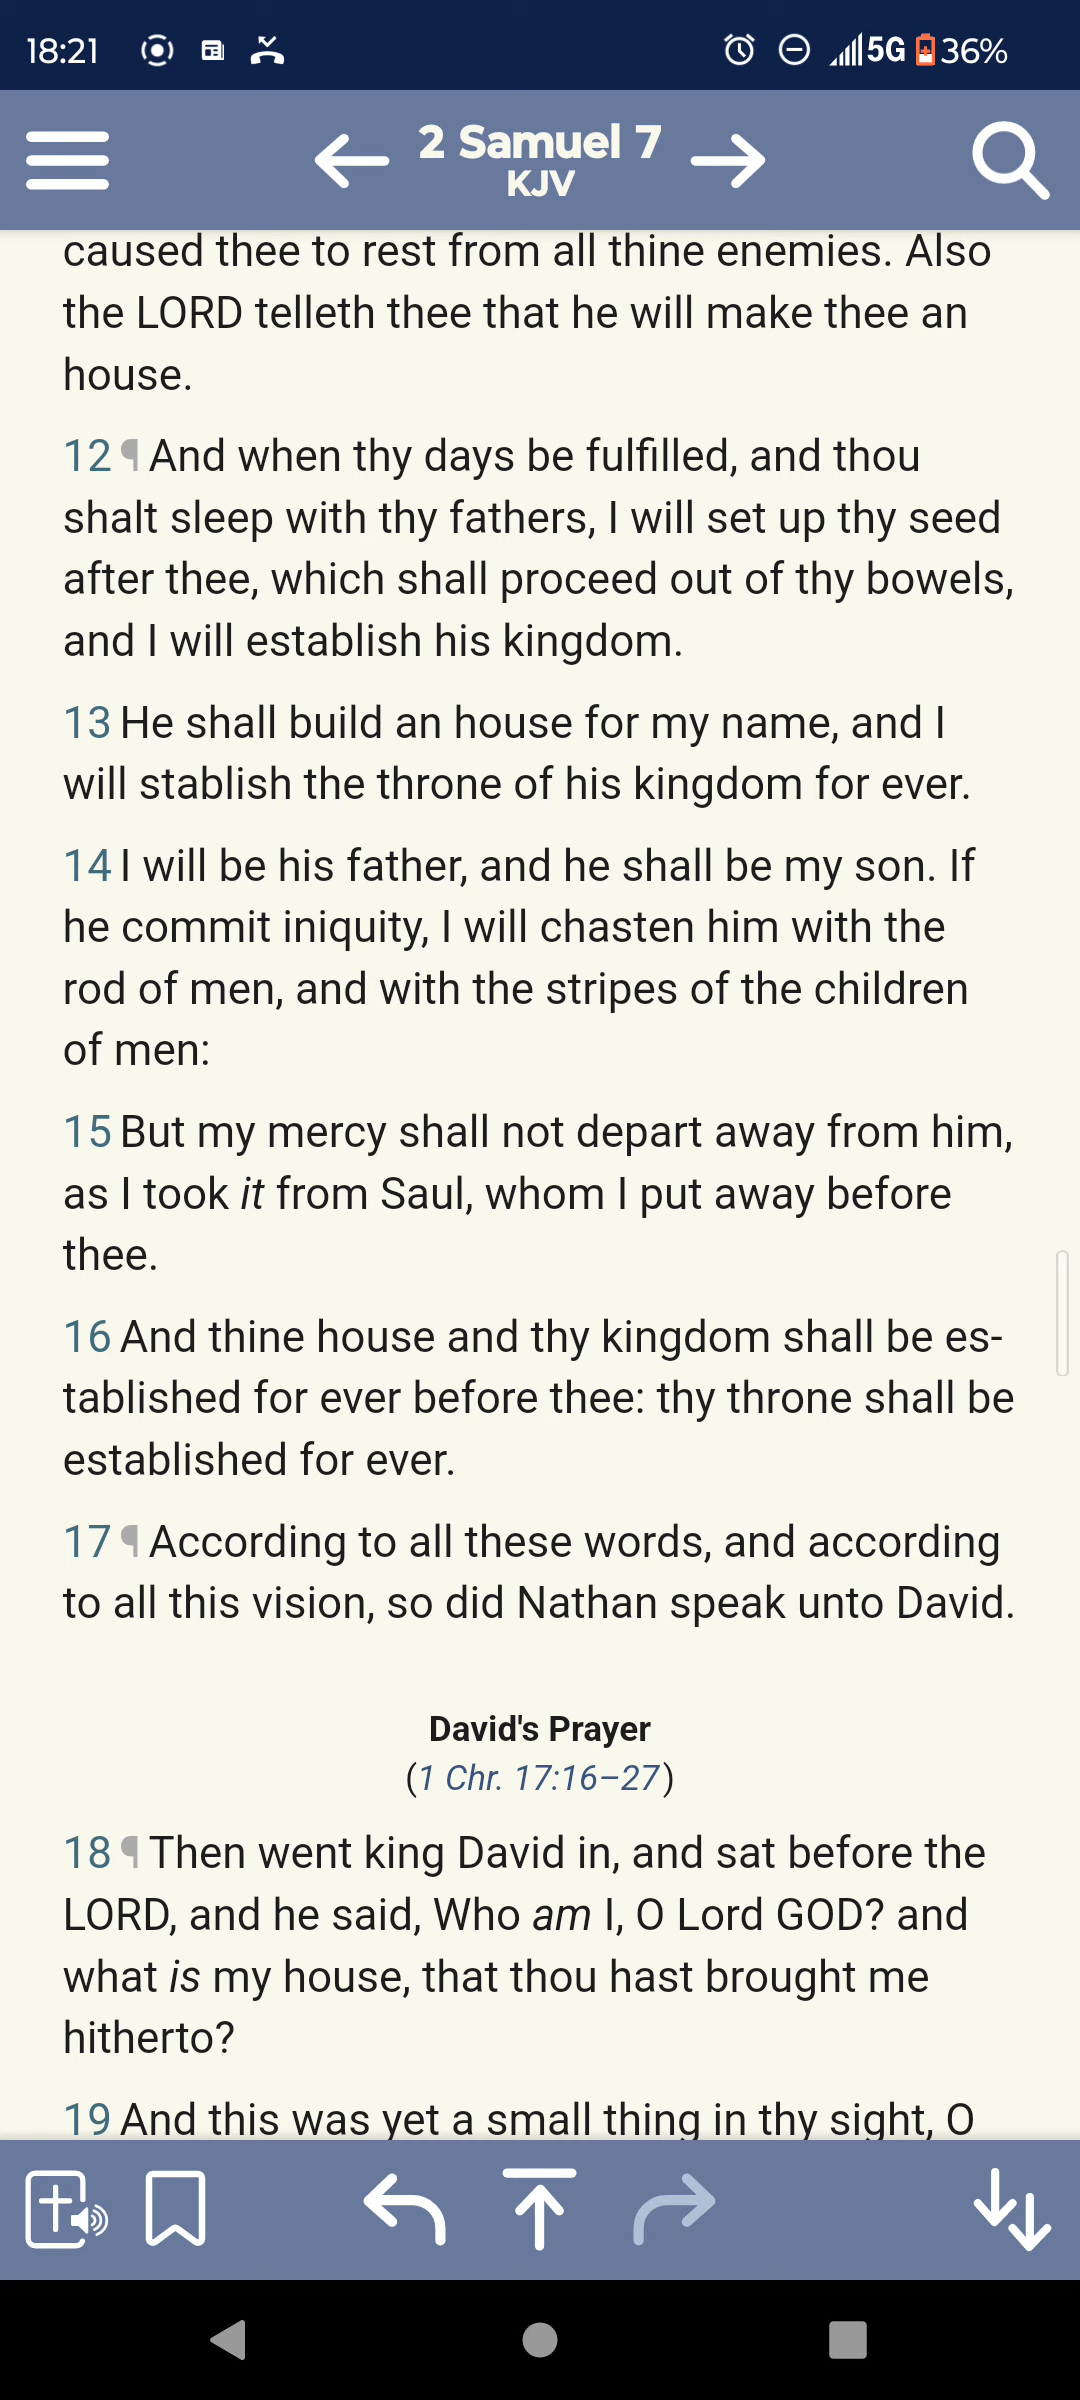 18:21 5G 36%
2 Samuel 7
KJV
caused thee to rest from all thine enemies. Also
the LORD telleth thee that he will make thee an
house.
12 ¶ And when thy days be fulfilled, and thou
shalt sleep with thy fathers, I will set up thy seed
after thee, which shall proceed out of thy bowels,
and I will establish his kingdom.
13 He shall build an house for my name, and I
will stablish the throne of his kingdom for ever.
14 I will be his father, and he shall be my son. If
he commit iniquity, I will chasten him with the
rod of men, and with the stripes of the children
of men:
15 But my mercy shall not depart away from him,
as I took it from Saul, whom I put away before
thee.
16 And thine house and thy kingdom shall be es-
tablished for ever before thee: thy throne shall be
established for ever.
17 ¶ According to all these words, and according
to all this vision, so did Nathan speak unto David.
David's Prayer
(1 Chr. 17:16–27)
18 ¶ Then went king David in, and sat before the
LORD, and he said, Who am I, O Lord GOD? and
what is my house, that thou hast brought me
hitherto?
19 And this was yet a small thing in thy sight, O